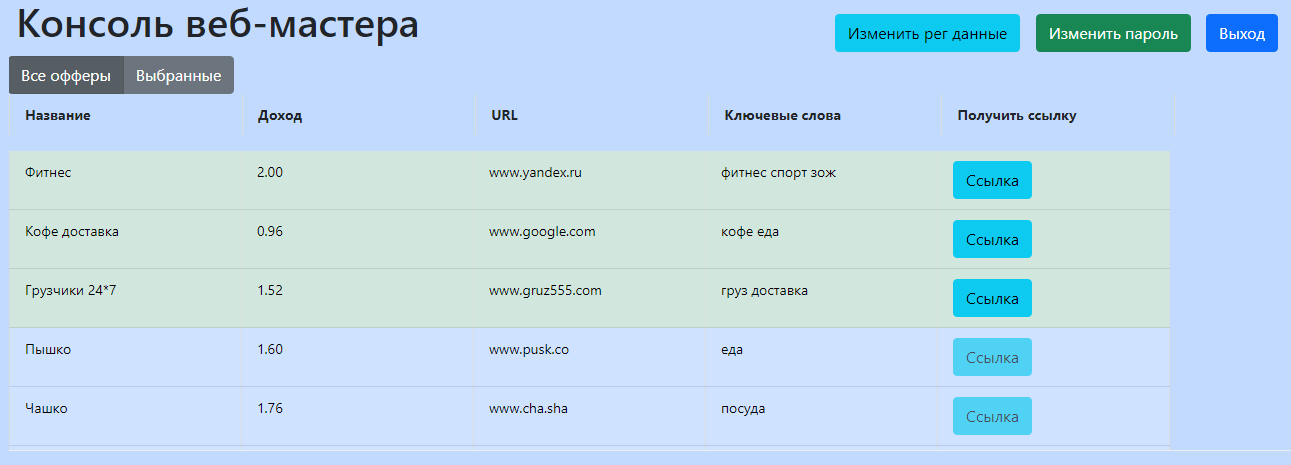 Консоль веб-мастера
Изменить рег данные Изменить пароль Выход
Все офферы Выбранные
Название Доход URL Ключевые слова Получить ссылку
Фитнес 2.00 www.yandex.ru фитнес спорт зож Ссылка
Кофе доставка 0.96 www.google.com кофе еда Ссылка
Грузчики 24*7 1.52 www.gruz555.com груз доставка Ссылка
Пышко 1.60 www.pusk.co еда Ссылка
Чашко 1.76 www.cha.sha посуда Ссылка